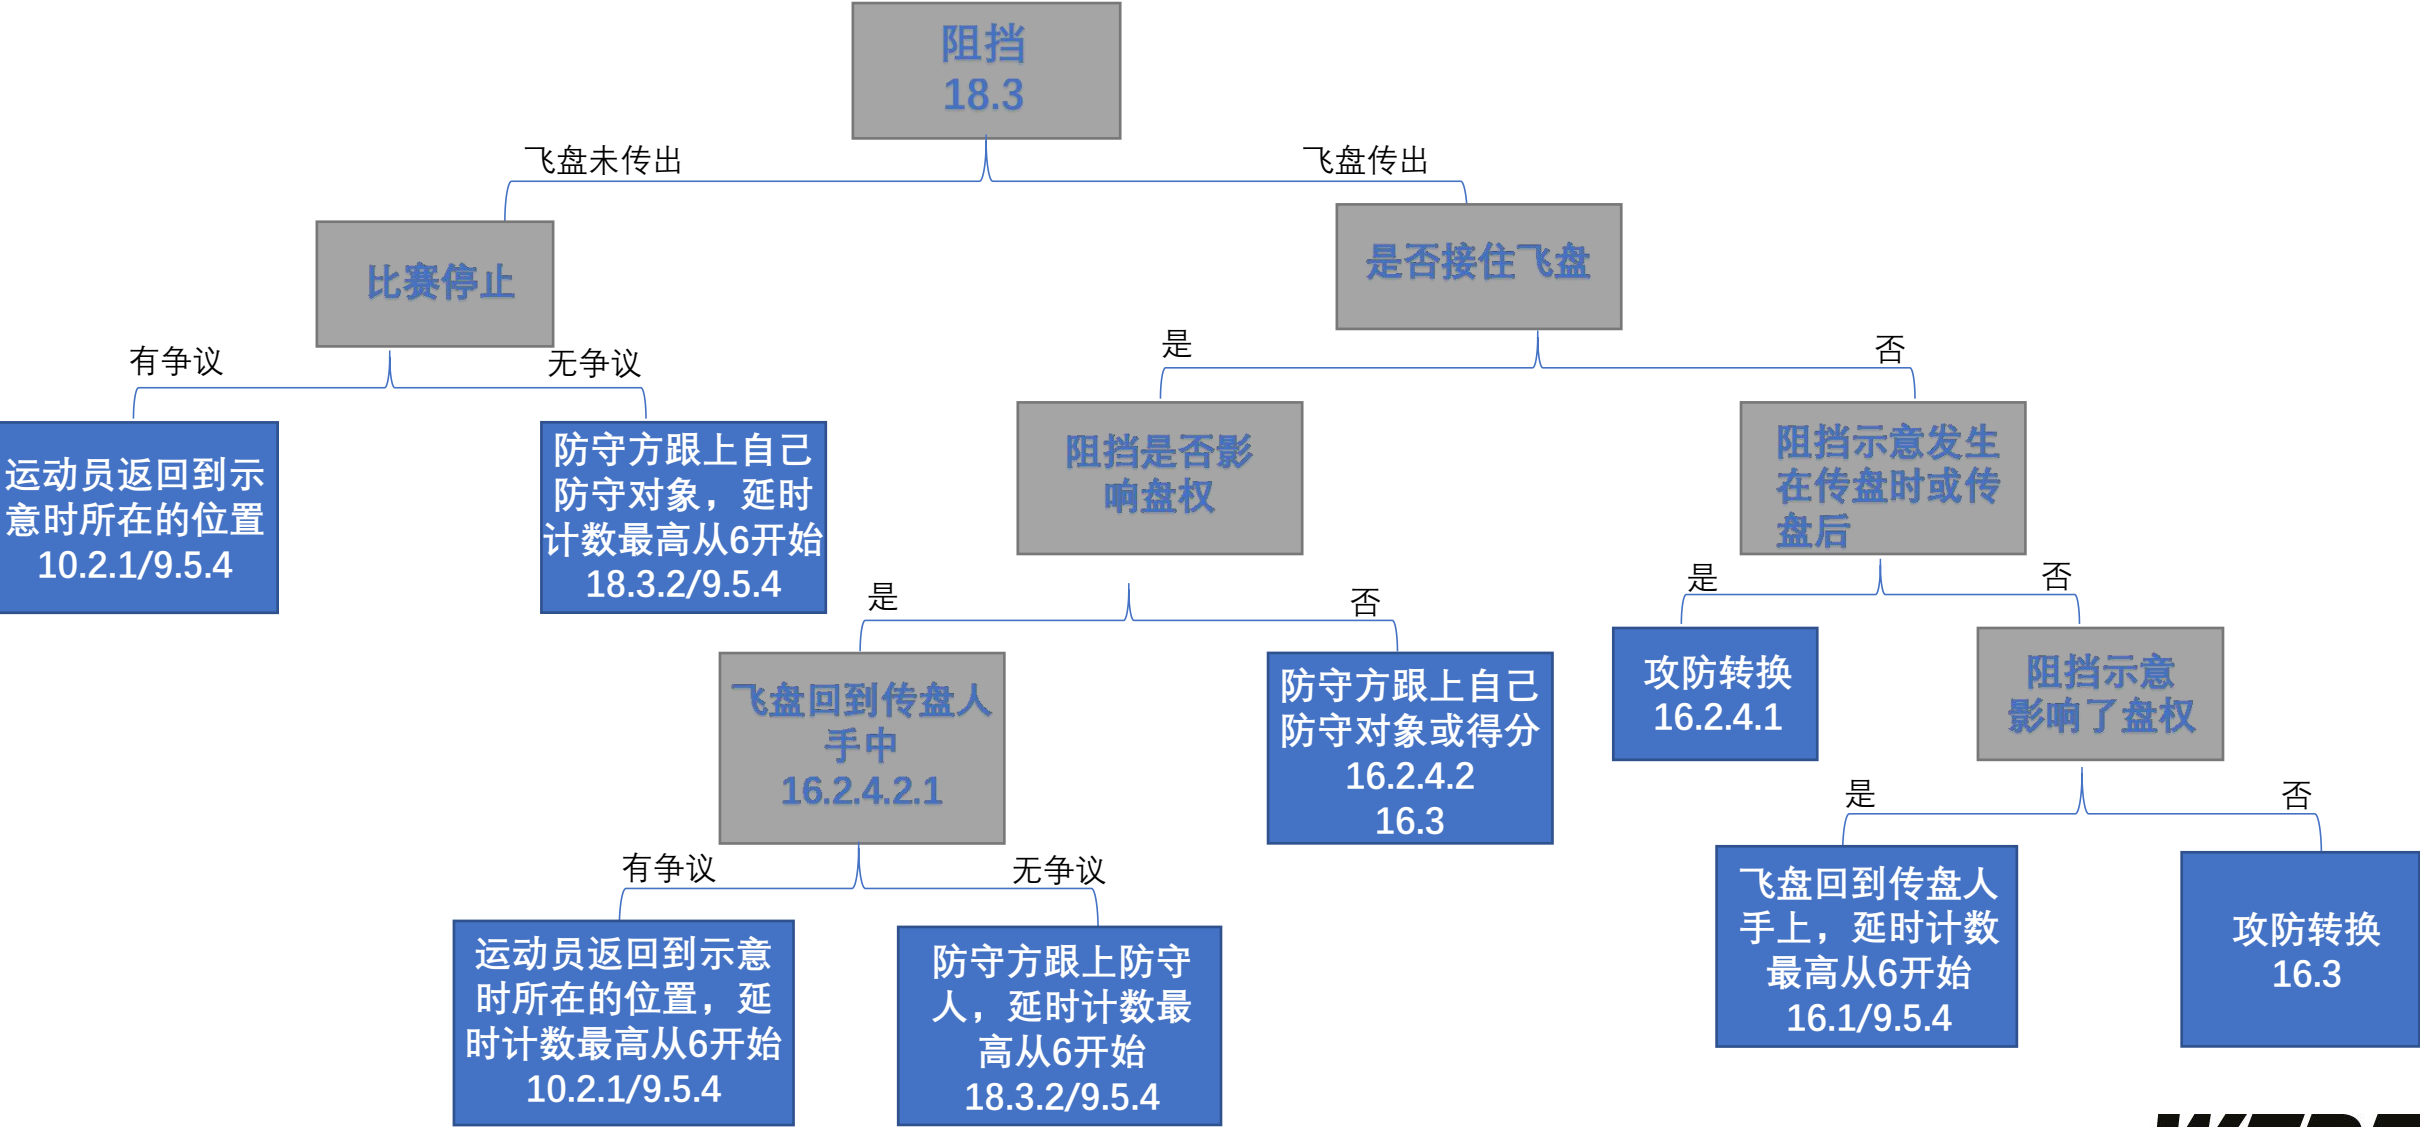 阻挡
18.3
飞盘未传出
飞盘传出
比赛停止
是否接住飞盘
有争议
无争议
是
否
运动员返回到示
意时所在的位置
10.2.1/9.5.4
防守方跟上自己
防守对象，延时
计数最高从6开始
18.3.2/9.5.4
阻挡是否影
响盘权
阻挡示意发生
在传盘时或传
盘后
是
否
是
否
飞盘回到传盘人
手中
16.2.4.2.1
防守方跟上自己
防守对象或得分
16.2.4.2
16.3
攻防转换
16.2.4.1
阻挡示意
影响了盘权
有争议
无争议
是
否
运动员返回到示意
时所在的位置，延
时计数最高从6开始
10.2.1/9.5.4
防守方跟上防守
人，延时计数最
高从6开始
18.3.2/9.5.4
飞盘回到传盘人
手上，延时计数
最高从6开始
16.1/9.5.4
攻防转换
16.3